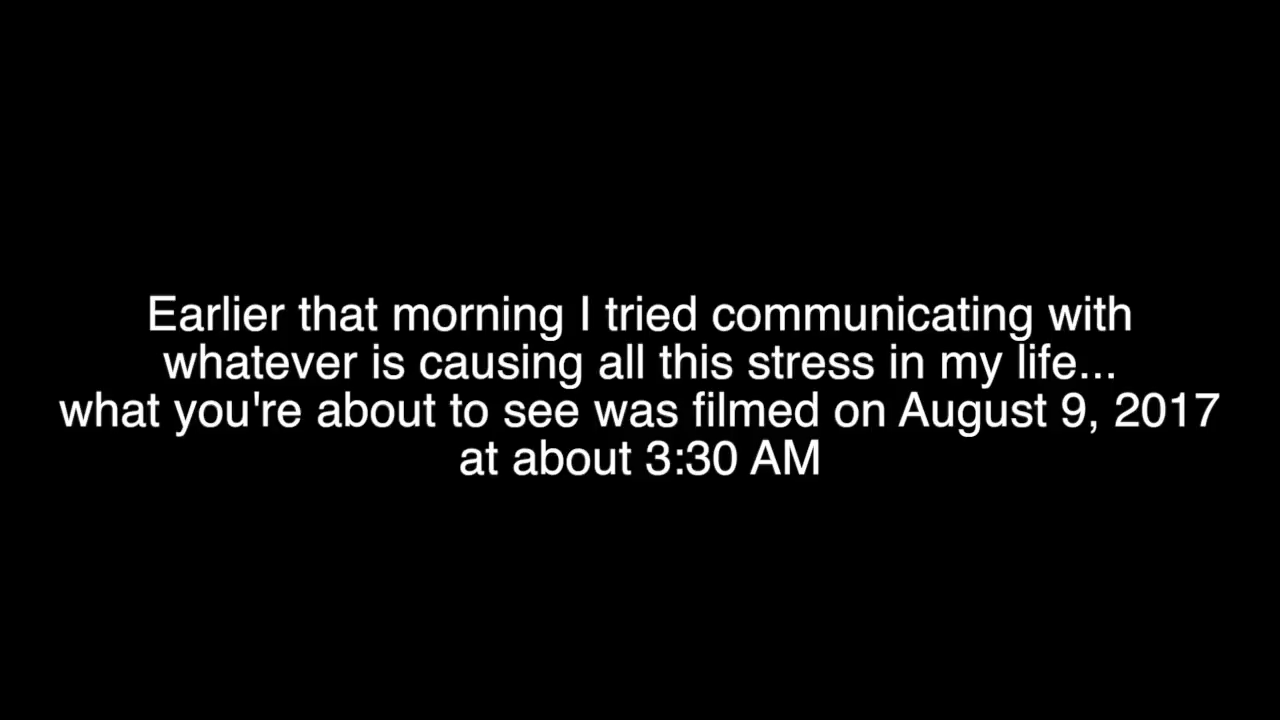 Earlier that morning I tried communicating with
whatever is causing all this stress in my life...
what you're about to see was filmed on August 9, 2017
at about 3:30 AM